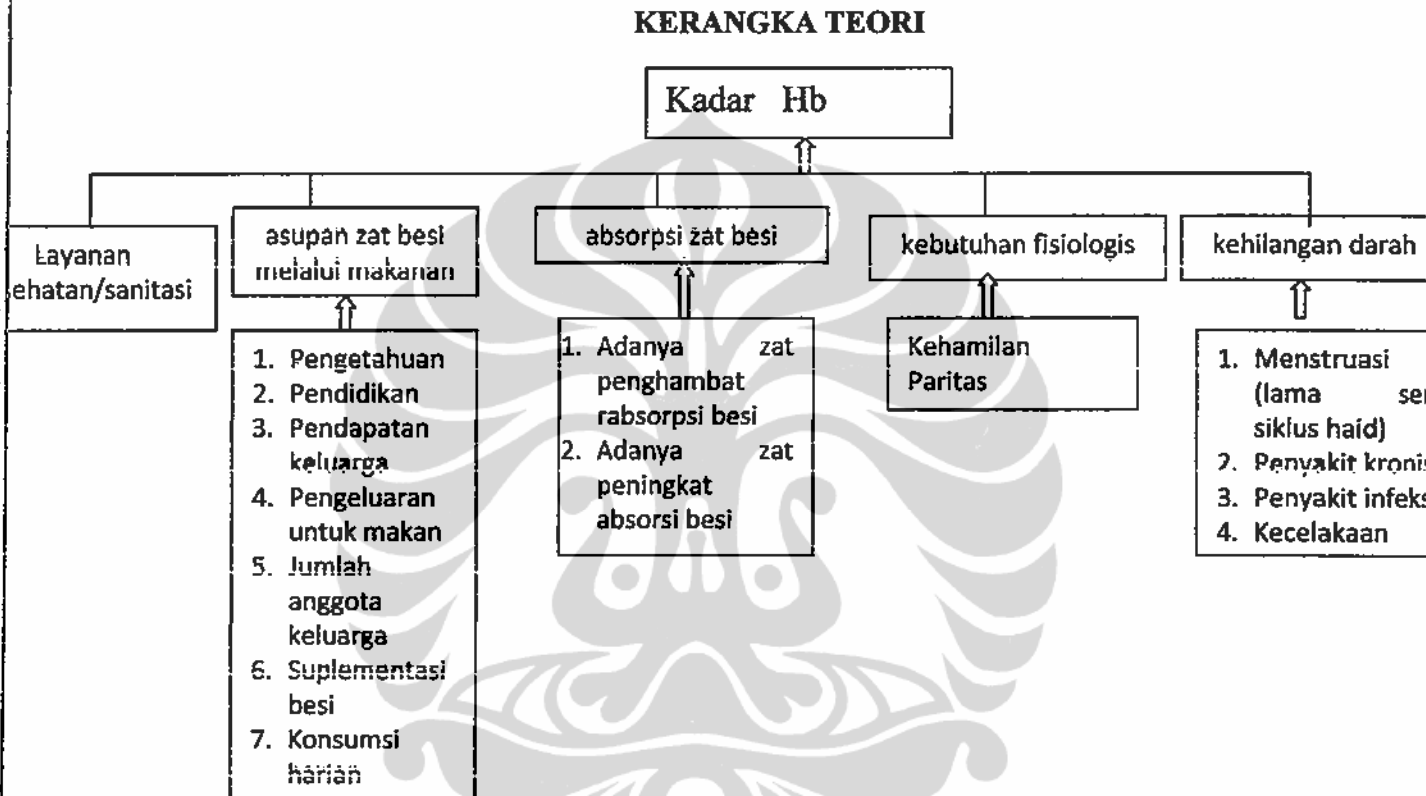 KERANGKA TEORI
Kadar Hb
Layanan
ehatan/sanitasi
asupan zat besi
melalui makanan
absorpsi zat besi
kebutuhan fisiologis
kehilangan darah
1. Pengetahuan
2. Pendidikan
3. Pendapatan
keluarga
4. Pengeluaran
untuk makan
5. Jumlah
anggota
keluarga
6. Suplementasi
besi
7. Konsumsi
harian
1. Adanya zat
penghambat
rabsorpsi besi
2. Adanya zat
peningkat
absorsi besi
Kehamilan
Paritas
1. Menstruasi
(lama ser
siklus haid)
2. Penyakit kronis
3. Penyakit infeks
4. Kecelakaan